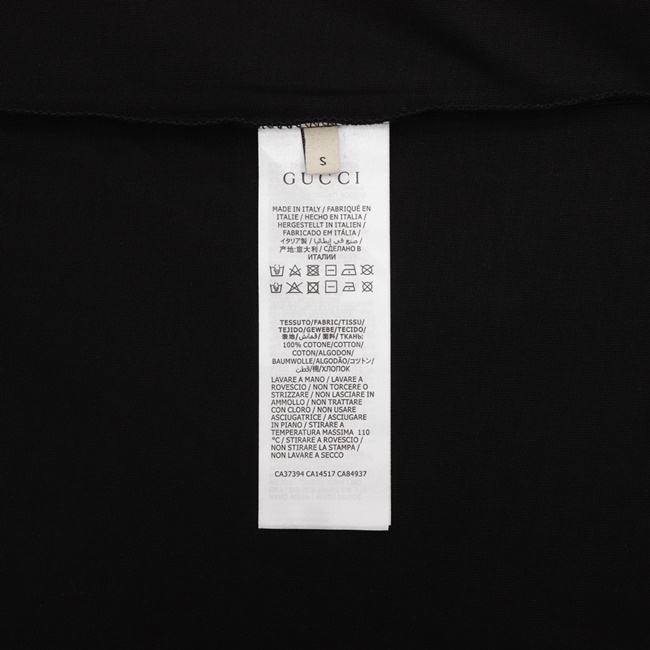 S
GUCCI
MADE IN ITALY / FABRIQUÉ EN
ITALIE / HECHO EN ITALIA /
HERGESTELLT IN ITALIEN /
FABRICADO EM ITÁLIA /
イタリア製 / صنع في إيطاليا /
产地:意大利 / СДЕЛАНО В
ИТАЛИИ
TESSUTO/FABRIC/TISSU/
TEJIDO/GEWEBE/TECIDO/
表地/قماش/面料/ТКАНЬ:
100% COTONE/COTTON/
COTON/ALGODON/
BAUMWOLLE/ALGODÃO/コットン/
قطن/棉/ХЛОПОК
LAVARE A MANO / LAVARE A
ROVESCIO / NON TORCERE O
STRIZZARE / NON LASCIARE IN
AMMOLLO / NON TRATTARE
CON CLORO / NON USARE
ASCIUGATRICE / ASCIUGARE
IN PIANO / STIRARE A
TEMPERATURA MASSIMA 110
°C / STIRARE A ROVESCIO /
NON STIRARE LA STAMPA /
NON LAVARE A SECCO
CA37394 CA14517 CA84937